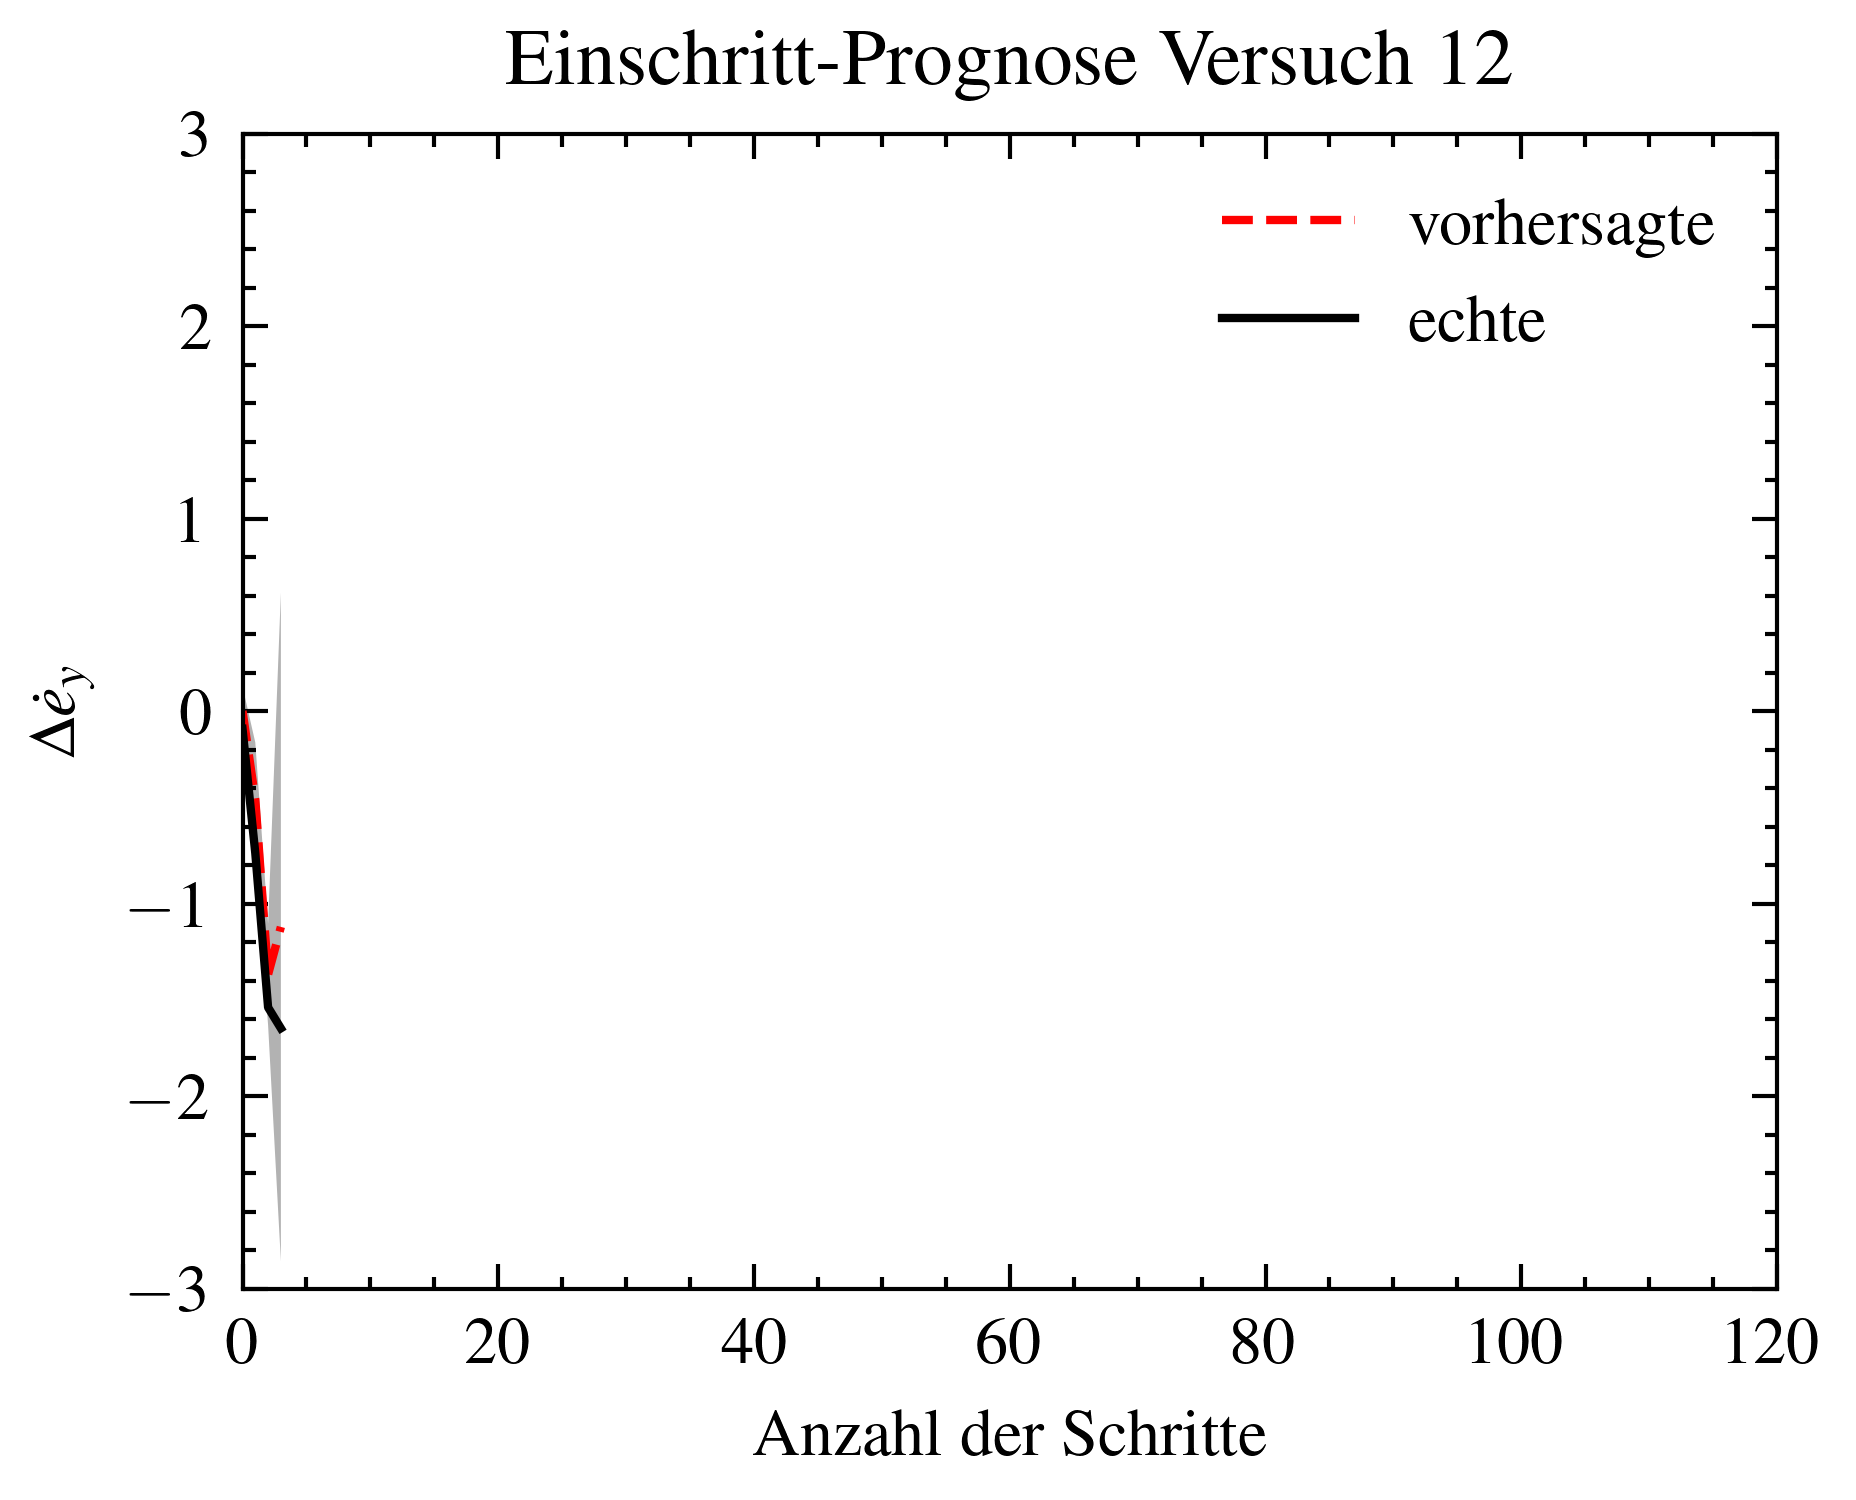 Einschritt-Prognose Versuch 12
3
2
1
0
−1
−2
−3
Δėy
vorhersagte
echte
0 20 40 60 80 100 120
Anzahl der Schritte